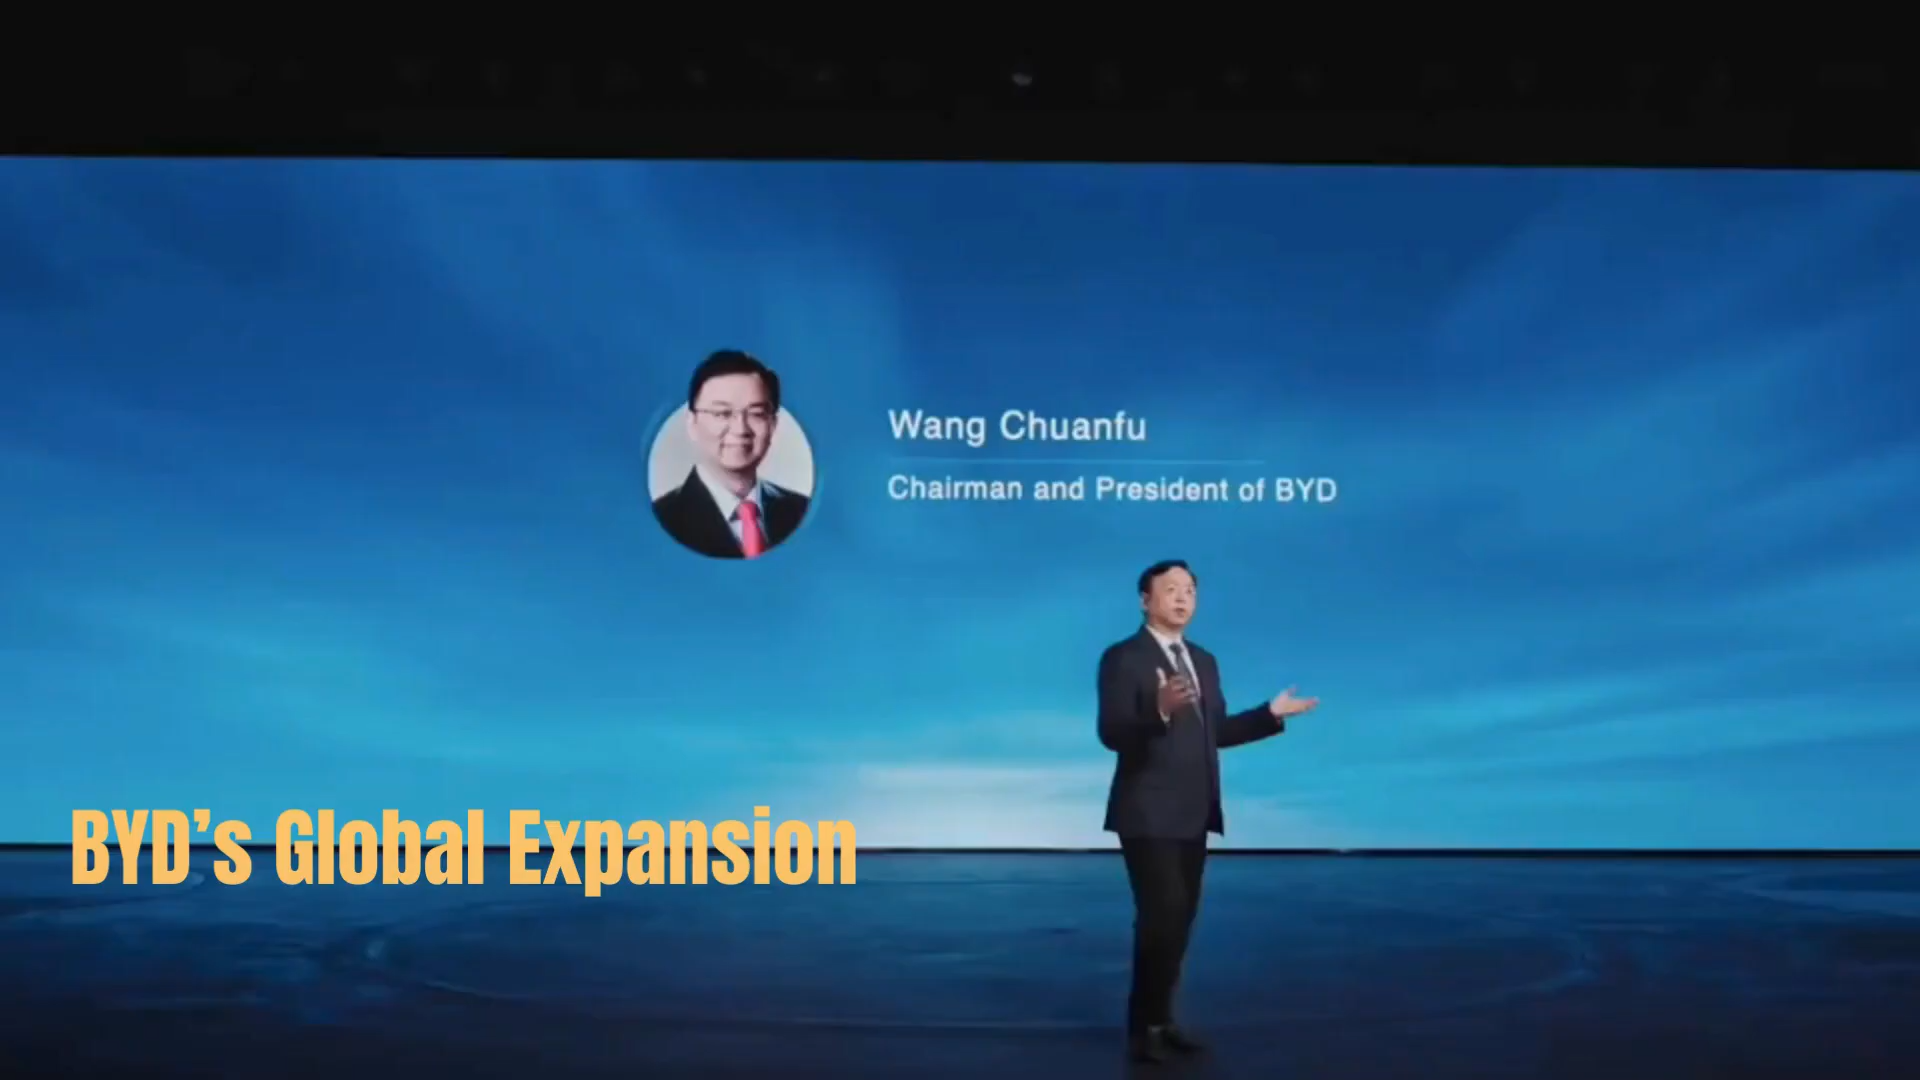 Wang Chuanfu
Chairman and President of BYD
BYD’s Global Expansion